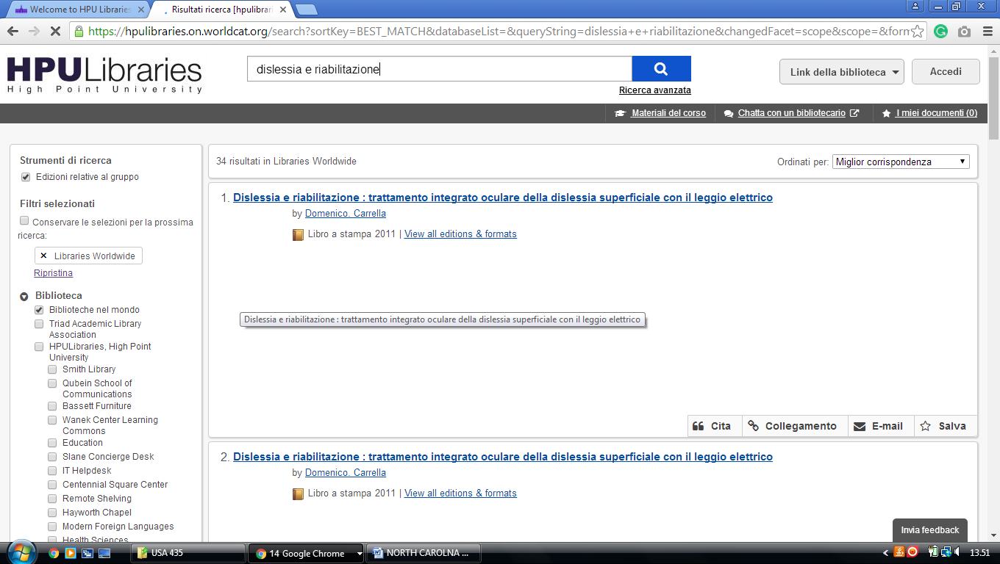 Welcome to HPU Libraries
Risultati ricerca [hpulibrari
https://hpulibraries.on.worldcat.org/search?sortKey=BEST_MATCH&databaseList=&queryString=dislessia+e+riabilitazione&changedFacet=scope&scope=&form
HPULibraries
High Point University
dislessia e riabilitazione
Ricerca avanzata
Link della biblioteca
Accedi
Materiali del corso
Chatta con un bibliotecario
I miei documenti (0)
Strumenti di ricerca
Edizioni relative al gruppo
Filtri selezionati
Conservare le selezioni per la prossima
ricerca:
Libraries Worldwide
Ripristina
Biblioteca
Biblioteche nel mondo
Triad Academic Library
Association
HPULibraries, High Point
University
Smith Library
Qubein School of
Communications
Bassett Furniture
Wanek Center Learning
Commons
Education
Slane Concierge Desk
IT Helpdesk
Centennial Square Center
Remote Shelving
Hayworth Chapel
Modern Foreign Languages
Health Sciences
34 risultati in Libraries Worldwide
Ordinati per: Miglior corrispondenza
1. Dislessia e riabilitazione : trattamento integrato oculare della dislessia superficiale con il leggio elettrico
by Domenico. Carrella
Libro a stampa 2011 | View all editions & formats
Dislessia e riabilitazione : trattamento integrato oculare della dislessia superficiale con il leggio elettrico
Cita
Collegamento
E-mail
Salva
2. Dislessia e riabilitazione : trattamento integrato oculare della dislessia superficiale con il leggio elettrico
by Domenico. Carrella
Libro a stampa 2011 | View all editions & formats
Invia feedback
USA 435
14 Google Chrome
NORTH CAROLNA ...
13.51